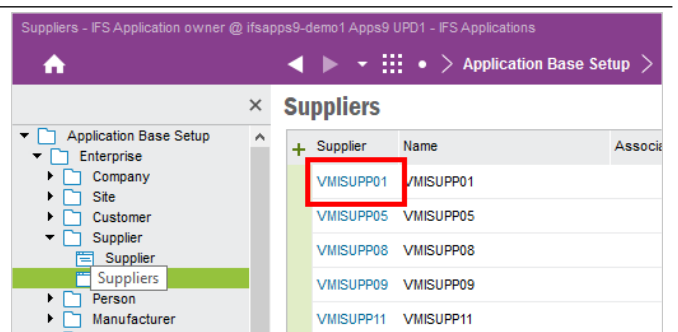 Suppliers - IFS Application owner @ ifsapps9-demo1 Apps9 UPD1 - IFS Applications
Application Base Setup
Suppliers
Application Base Setup
Enterprise
Company
Site
Customer
Supplier
Supplier
Suppliers
Person
Manufacturer
Supplier Name Associa
VMISUPP01 VMISUPP01
VMISUPP05 VMISUPP05
VMISUPP08 VMISUPP08
VMISUPP09 VMISUPP09
VMISUPP11 VMISUPP11